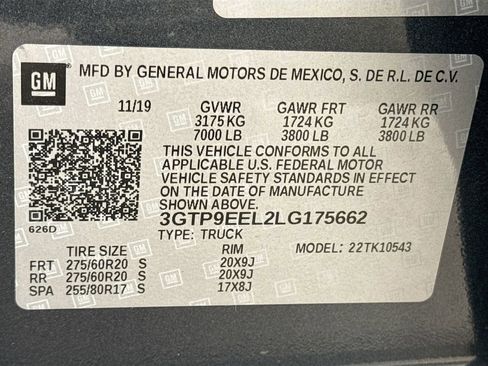 GM
MFD BY GENERAL MOTORS DE MEXICO, S. DE R.L. DE C.V.
11/19 GVWR GAWR FRT GAWR RR
3175 KG 1724 KG 1724 KG
7000 LB 3800 LB 3800 LB
THIS VEHICLE CONFORMS TO ALL
APPLICABLE U.S. FEDERAL MOTOR
VEHICLE SAFETY STANDARDS IN EFFECT
ON THE DATE OF MANUFACTURE
SHOWN ABOVE.
626D 3GTP9EEL2LG175662
TYPE: TRUCK
TIRE SIZE RIM MODEL: 22TK10543
FRT 275/60R20 S 20X9J
RR 275/60R20 S 20X9J
SPA 255/80R17 S 17X8J